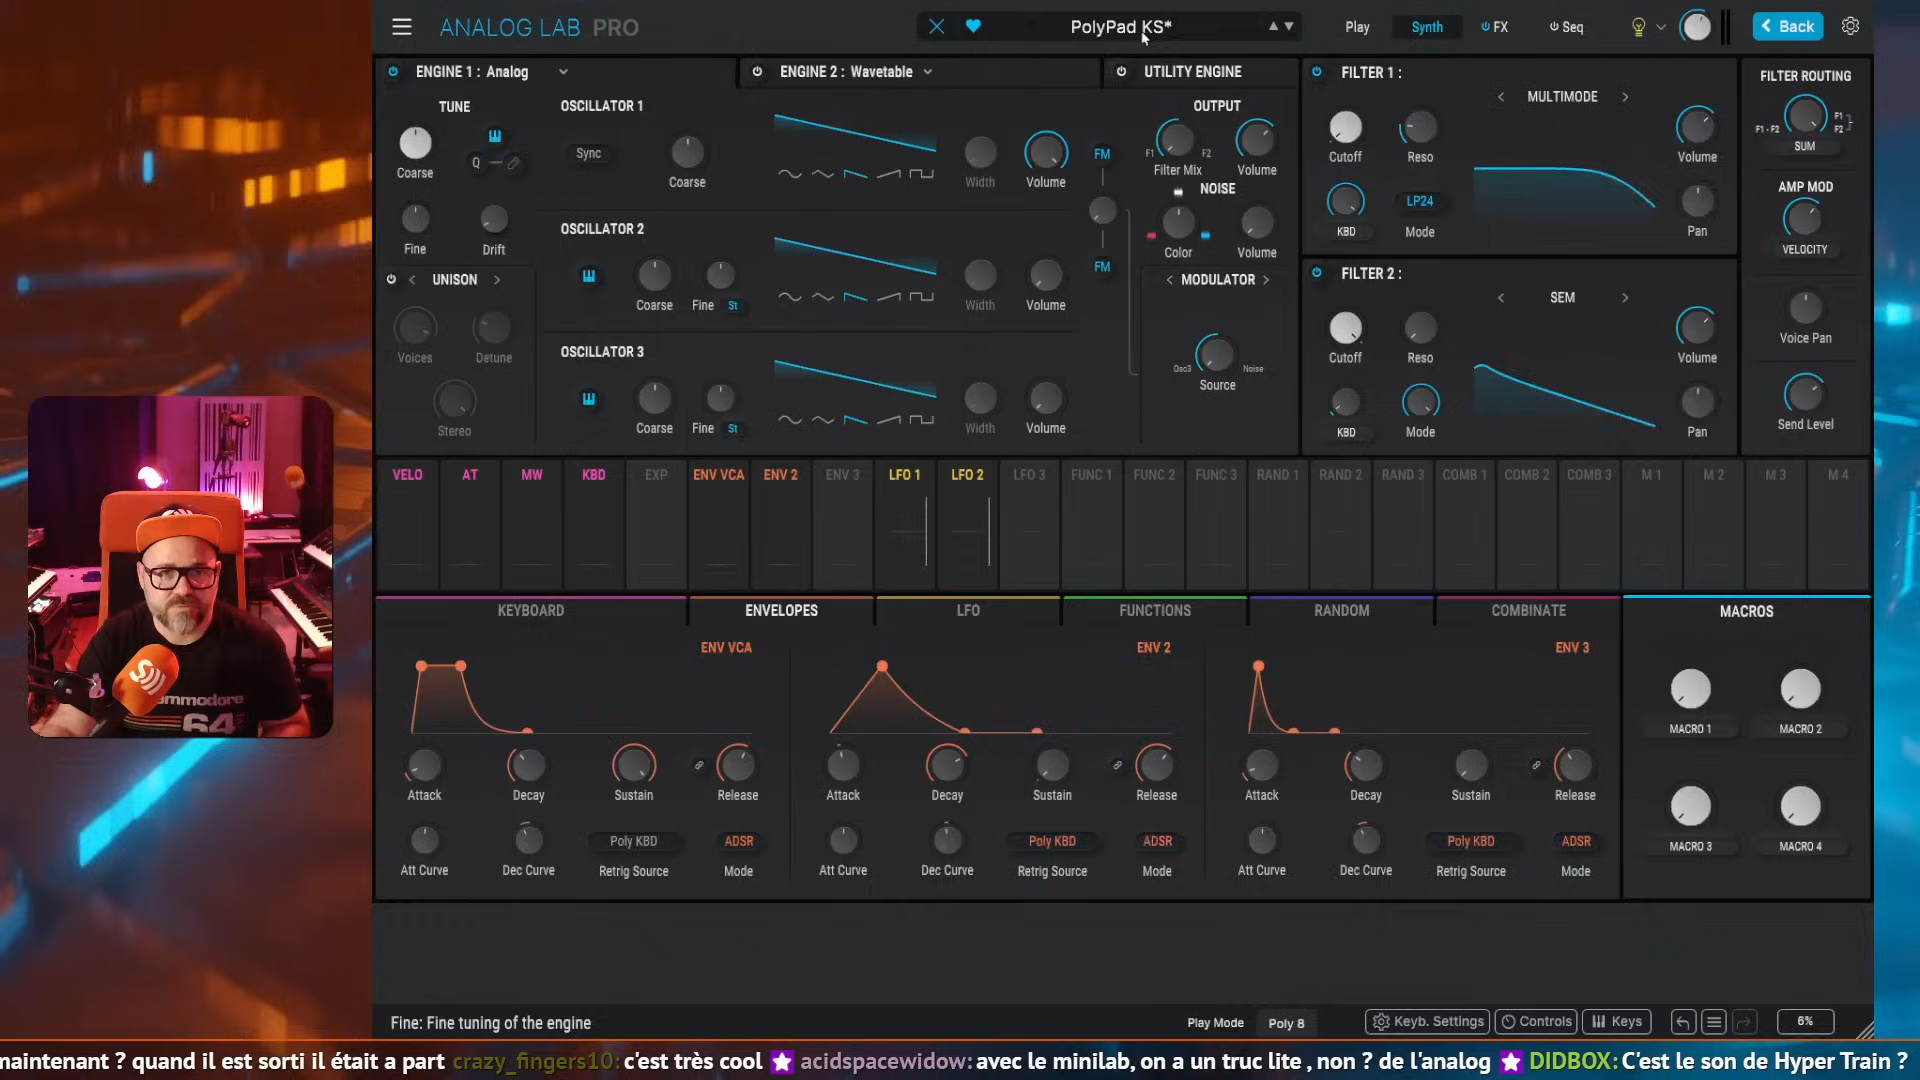 ANALOG LAB PRO
PolyPad KS*
Play
Synth
FX
Seq
Back
ENGINE 1 : Analog
ENGINE 2 : Wavetable
UTILITY ENGINE
FILTER 1 :
FILTER ROUTING
TUNE
Coarse
Q
Fine
Drift
OSCILLATOR 1
Sync
Coarse
Width
Volume
FM
OSCILLATOR 2
Coarse
Fine
St
Width
Volume
FM
OSCILLATOR 3
Coarse
Fine
St
Width
Volume
UNISON
Voices
Detune
Stereo
OUTPUT
F1
F2
Filter Mix
Volume
NOISE
Color
Volume
MODULATOR
Osc3
Noise
Source
MULTIMODE
Cutoff
Reso
Volume
KBD
LP24
Mode
Pan
FILTER 2 :
SEM
Cutoff
Reso
Volume
KBD
Mode
Pan
F1 - F2
F1
F2
SUM
AMP MOD
VELOCITY
Voice Pan
Send Level
VELO
AT
MW
KBD
EXP
ENV VCA
ENV 2
ENV 3
LFO 1
LFO 2
LFO 3
FUNC 1
FUNC 2
FUNC 3
RAND 1
RAND 2
RAND 3
COMB 1
COMB 2
COMB 3
M 1
M 2
M 3
M 4
KEYBOARD
ENVELOPES
LFO
FUNCTIONS
RANDOM
COMBINATE
MACROS
ENV VCA
Attack
Decay
Sustain
Release
Att Curve
Dec Curve
Poly KBD
Retrig Source
ADSR
Mode
ENV 2
Attack
Decay
Sustain
Release
Att Curve
Dec Curve
Poly KBD
Retrig Source
ADSR
Mode
ENV 3
Attack
Decay
Sustain
Release
Att Curve
Dec Curve
Poly KBD
Retrig Source
ADSR
Mode
MACRO 1
MACRO 2
MACRO 3
MACRO 4
commodore
64
Fine: Fine tuning of the engine
Play Mode
Poly 8
Keyb. Settings
Controls
Keys
6%
maintenant ? quand il est sorti il était a part crazy_fingers10: c'est très cool acidspacewidow: avec le minilab, on a un truc lite , non ? de l'analog DIDBOX: C'est le son de Hyper Train ?